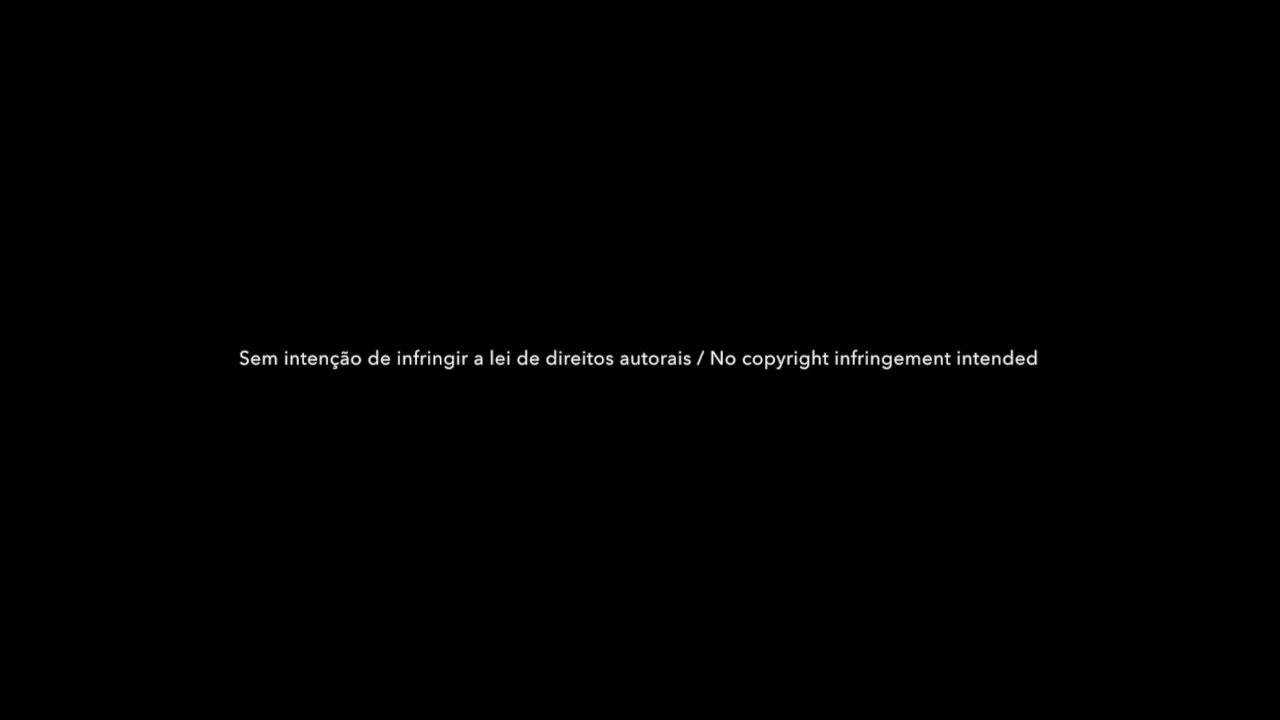 Sem intenção de infringir a lei de direitos autorais / No copyright infringement intended